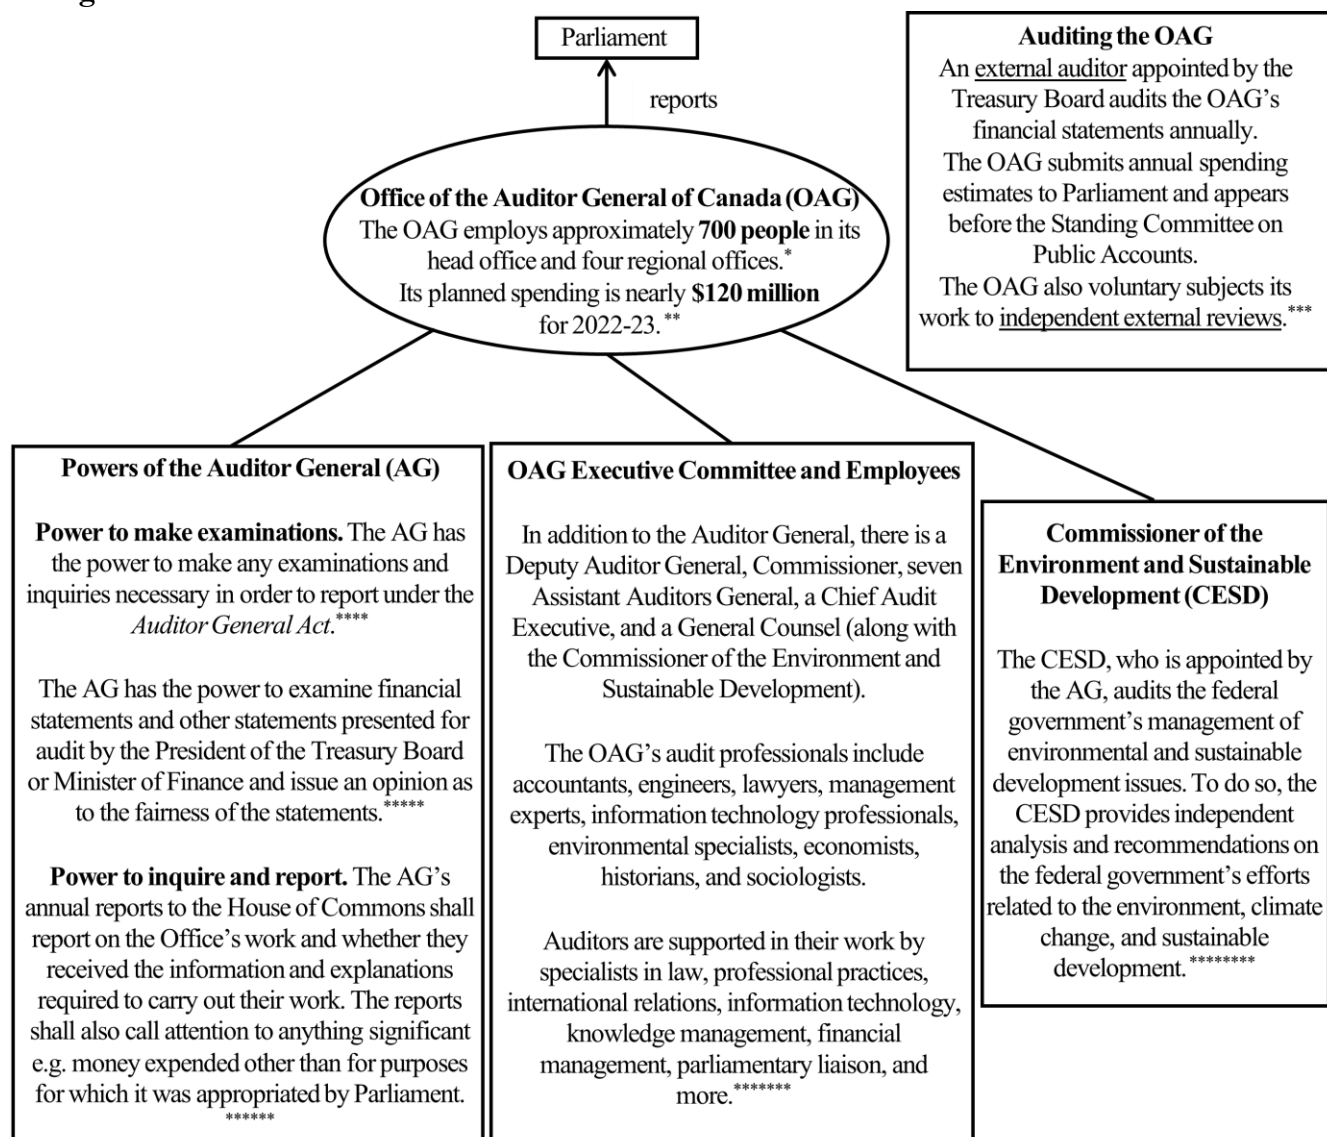 Parliament
reports
Auditing the OAG
An external auditor appointed by the
Treasury Board audits the OAG’s
financial statements annually.
The OAG submits annual spending
estimates to Parliament and appears
before the Standing Committee on
Public Accounts.
The OAG also voluntary subjects its
work to independent external reviews.***
Office of the Auditor General of Canada (OAG)
The OAG employs approximately 700 people in its
head office and four regional offices.*
Its planned spending is nearly $120 million
for 2022-23. **
Powers of the Auditor General (AG)
Power to make examinations. The AG has
the power to make any examinations and
inquiries necessary in order to report under the
Auditor General Act.****
The AG has the power to examine financial
statements and other statements presented for
audit by the President of the Treasury Board
or Minister of Finance and issue an opinion as
to the fairness of the statements.*****
Power to inquire and report. The AG’s
annual reports to the House of Commons shall
report on the Office’s work and whether they
received the information and explanations
required to carry out their work. The reports
shall also call attention to anything significant
e.g. money expended other than for purposes
for which it was appropriated by Parliament.
******
OAG Executive Committee and Employees
In addition to the Auditor General, there is a
Deputy Auditor General, Commissioner, seven
Assistant Auditors General, a Chief Audit
Executive, and a General Counsel (along with
the Commissioner of the Environment and
Sustainable Development).
The OAG’s audit professionals include
accountants, engineers, lawyers, management
experts, information technology professionals,
environmental specialists, economists,
historians, and sociologists.
Auditors are supported in their work by
specialists in law, professional practices,
international relations, information technology,
knowledge management, financial
management, parliamentary liaison, and
more.*******
Commissioner of the
Environment and Sustainable
Development (CESD)
The CESD, who is appointed by
the AG, audits the federal
government’s management of
environmental and sustainable
development issues. To do so, the
CESD provides independent
analysis and recommendations on
the federal government’s efforts
related to the environment, climate
change, and sustainable
development. ********